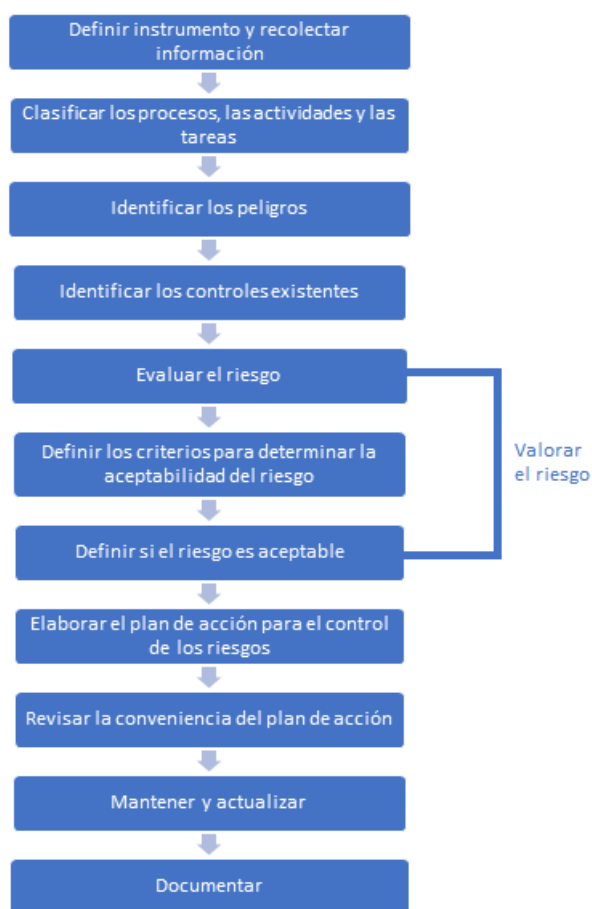 Definir instrumento y recolectar
información
Clasificar los procesos, las actividades y las
tareas
Identificar los peligros
Identificar los controles existentes
Evaluar el riesgo
Definir los criterios para determinar la
aceptabilidad del riesgo
Valorar
el riesgo
Definir si el riesgo es aceptable
Elaborar el plan de acción para el control
de los riesgos
Revisar la conveniencia del plan de acción
Mantener y actualizar
Documentar